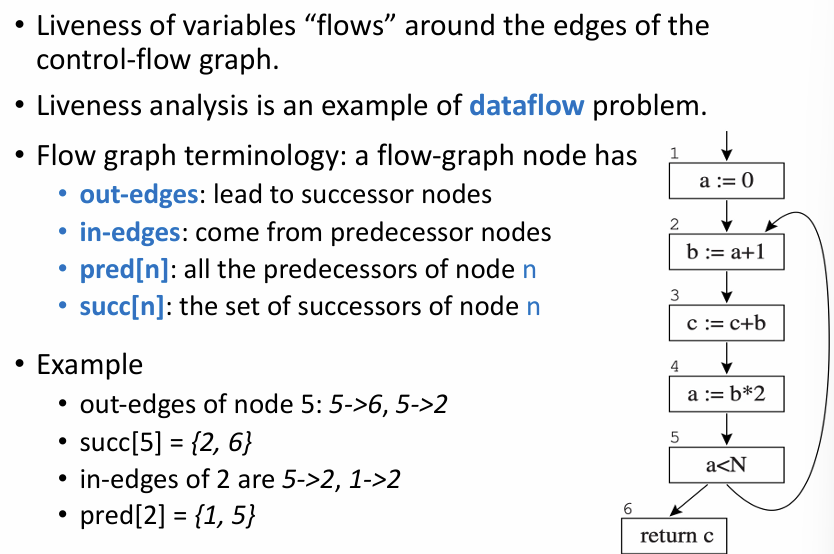 • Liveness of variables “flows” around the edges of the
control-flow graph.
• Liveness analysis is an example of dataflow problem.
• Flow graph terminology: a flow-graph node has
• out-edges: lead to successor nodes
• in-edges: come from predecessor nodes
• pred[n]: all the predecessors of node n
• succ[n]: the set of successors of node n
• Example
• out-edges of node 5: 5->6, 5->2
• succ[5] = {2, 6}
• in-edges of 2 are 5->2, 1->2
• pred[2] = {1, 5}
1
a := 0
2
b := a+1
3
c := c+b
4
a := b*2
5
a<N
6
return c